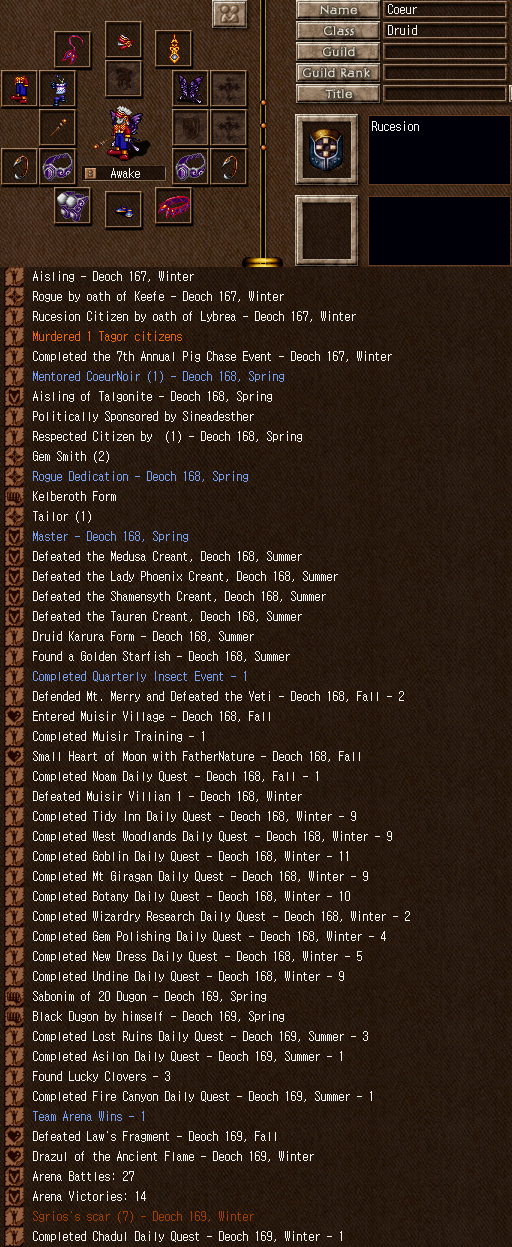 Name
Coeur
Class
Druid
Guild
Guild Rank
Title
Rucesion
Awake
Aisling - Deoch 167, Winter
Rogue by oath of Keefe - Deoch 167, Winter
Rucesion Citizen by oath of Lybrea - Deoch 167, Winter
Murdered 1 Tagor citizens
Completed the 7th Annual Pig Chase Event - Deoch 167, Winter
Mentored CoeurNoir (1) - Deoch 168, Spring
Aisling of Talgonite - Deoch 168, Spring
Politically Sponsored by Sineadesther
Respected Citizen by  (1) - Deoch 168, Spring
Gem Smith (2)
Rogue Dedication - Deoch 168, Spring
Kelberoth Form
Tailor (1)
Master - Deoch 168, Spring
Defeated the Medusa Creant, Deoch 168, Summer
Defeated the Lady Phoenix Creant, Deoch 168, Summer
Defeated the Shamensyth Creant, Deoch 168, Summer
Defeated the Tauren Creant, Deoch 168, Summer
Druid Karura Form - Deoch 168, Summer
Found a Golden Starfish - Deoch 168, Summer
Completed Quarterly Insect Event - 1
Defended Mt. Merry and Defeated the Yeti - Deoch 168, Fall - 2
Entered Muisir Village - Deoch 168, Fall
Completed Muisir Training - 1
Small Heart of Moon with FatherNature - Deoch 168, Fall
Completed Noam Daily Quest - Deoch 168, Fall - 1
Defeated Muisir Villian 1 - Deoch 168, Winter
Completed Tidy Inn Daily Quest - Deoch 168, Winter - 9
Completed West Woodlands Daily Quest - Deoch 168, Winter - 9
Completed Goblin Daily Quest - Deoch 168, Winter - 11
Completed Mt Giragan Daily Quest - Deoch 168, Winter - 9
Completed Botany Daily Quest - Deoch 168, Winter - 10
Completed Wizardry Research Daily Quest - Deoch 168, Winter - 2
Completed Gem Polishing Daily Quest - Deoch 168, Winter - 4
Completed New Dress Daily Quest - Deoch 168, Winter - 5
Completed Undine Daily Quest - Deoch 168, Winter - 9
Sabonim of 20 Dugon - Deoch 169, Spring
Black Dugon by himself - Deoch 169, Spring
Completed Lost Ruins Daily Quest - Deoch 169, Summer - 3
Completed Asilon Daily Quest - Deoch 169, Summer - 1
Found Lucky Clovers - 3
Completed Fire Canyon Daily Quest - Deoch 169, Summer - 1
Team Arena Wins - 1
Defeated Law's Fragment - Deoch 169, Fall
Drazul of the Ancient Flame - Deoch 169, Winter
Arena Battles: 27
Arena Victories: 14
Sgrios's scar (7) - Deoch 169, Winter
Completed Chadul Daily Quest - Deoch 169, Winter - 1